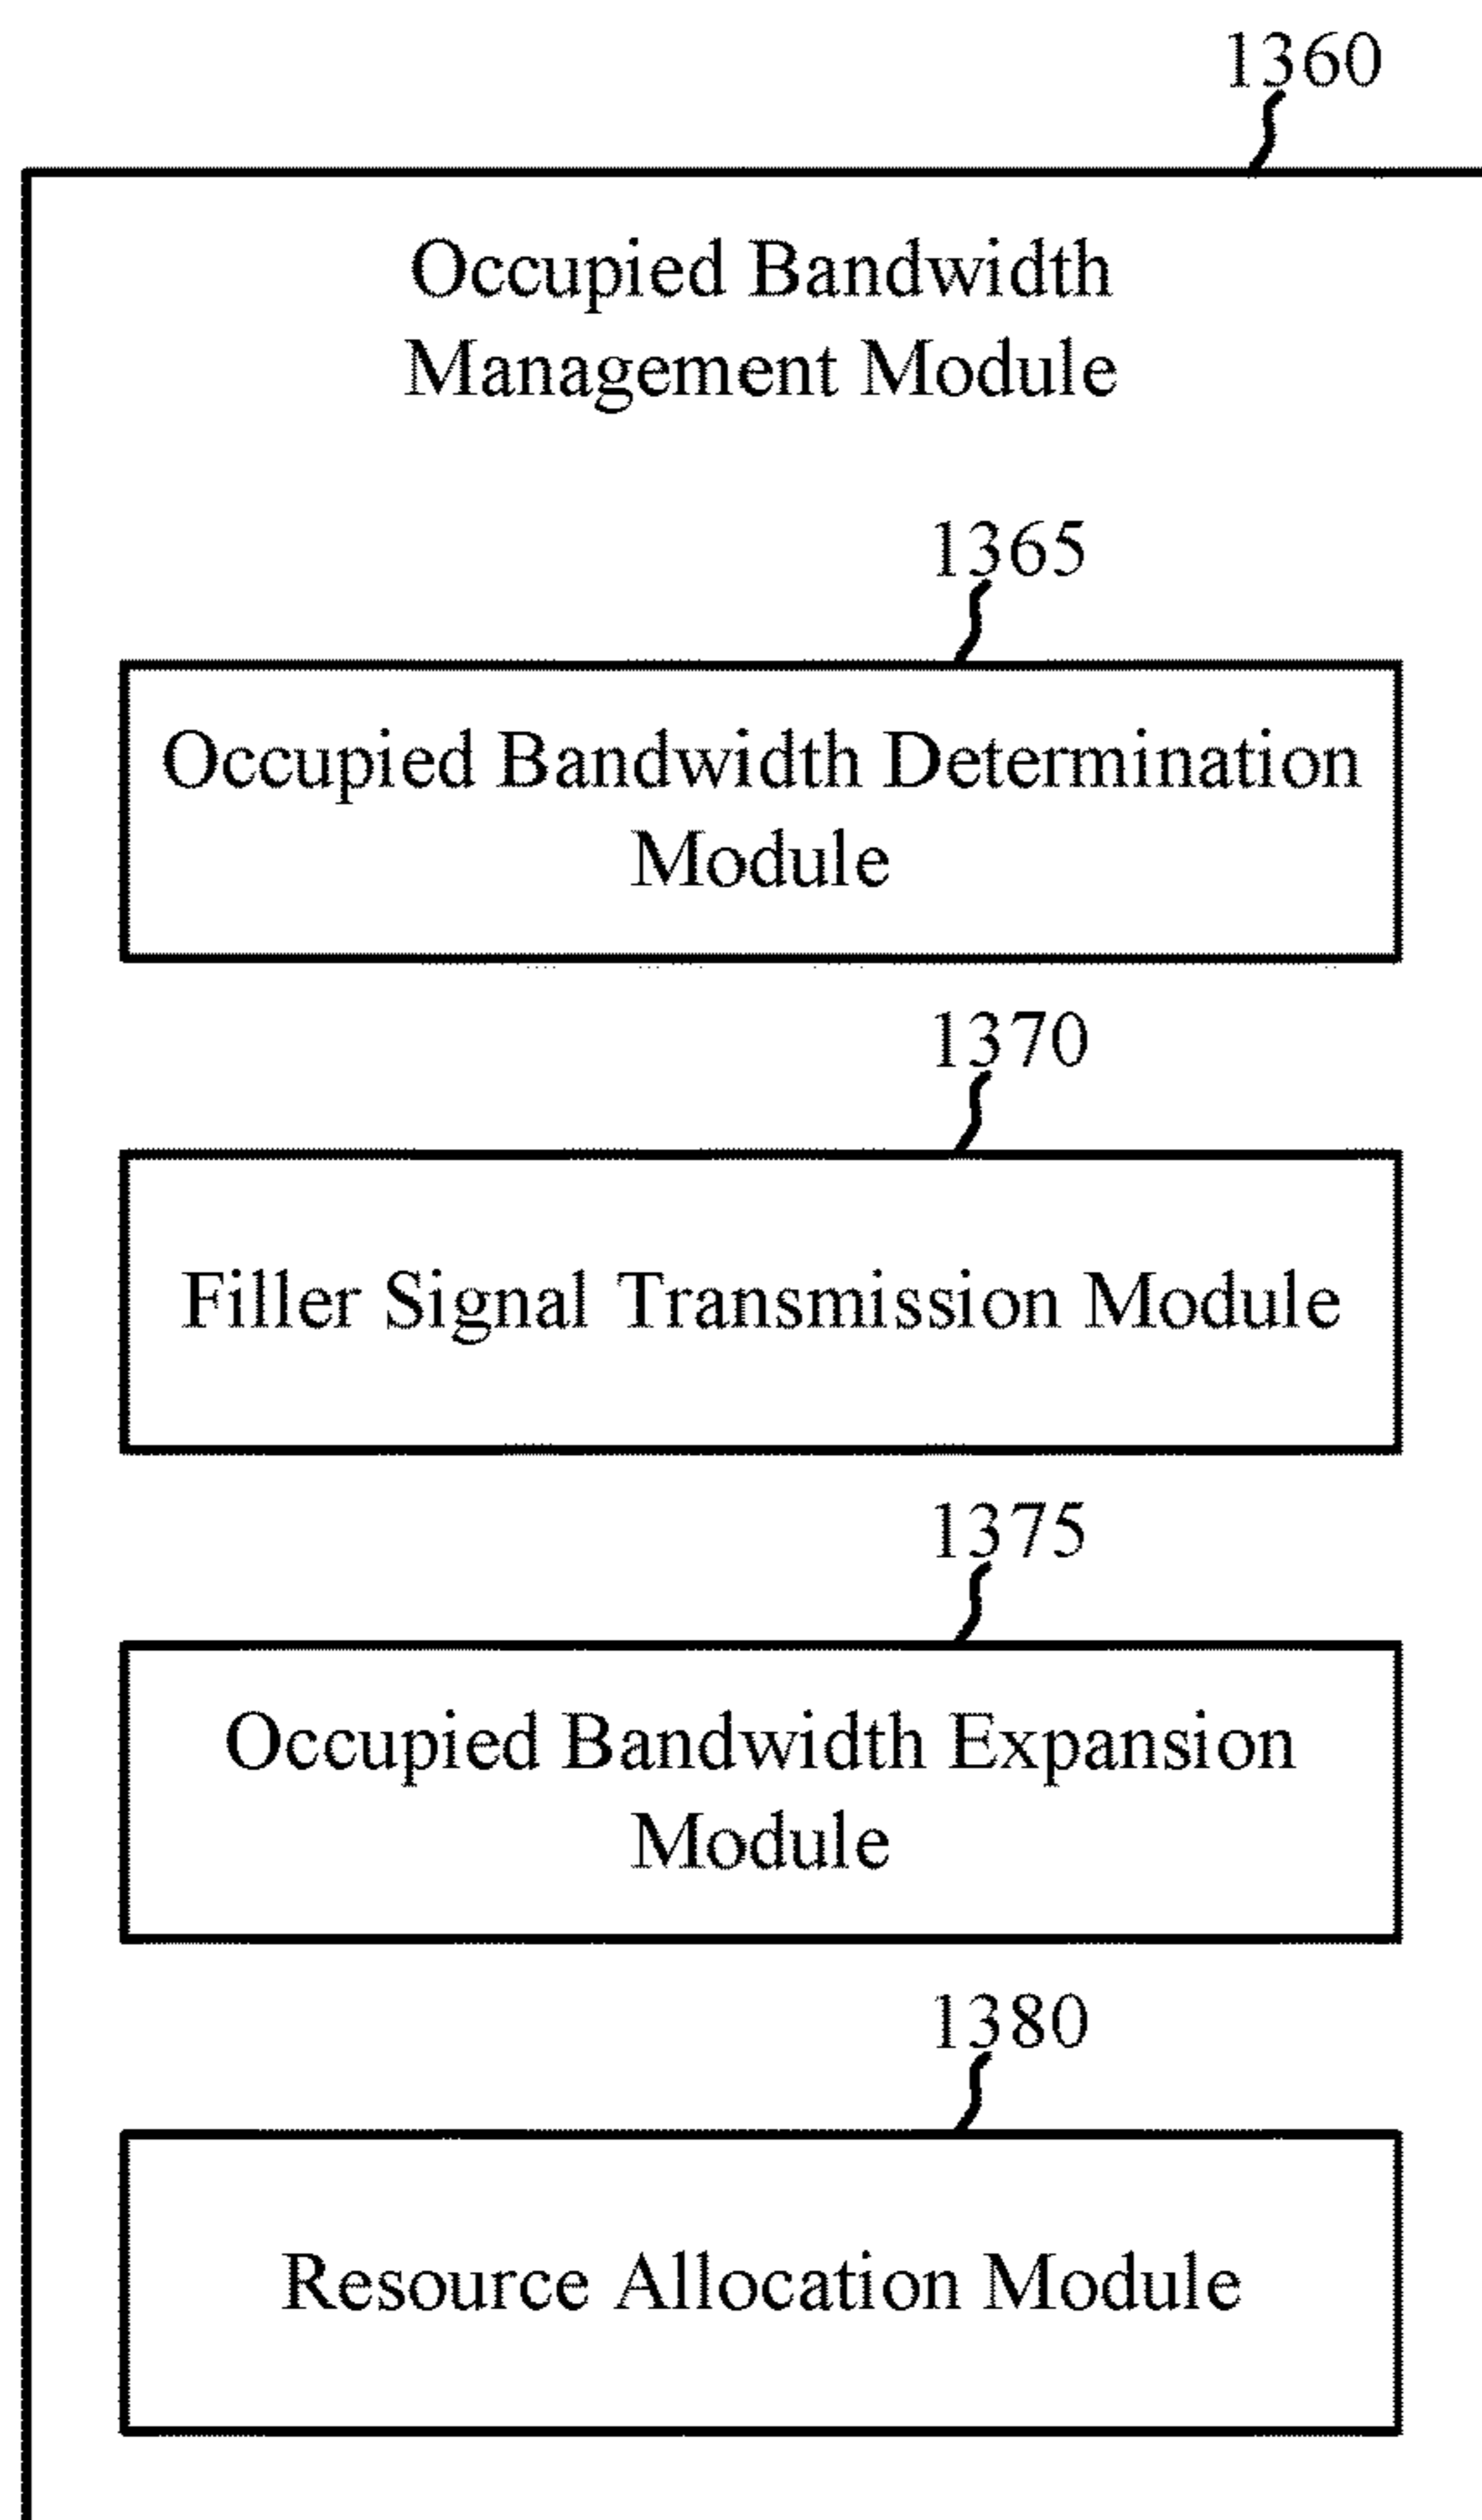 1360
Occupied Bandwidth
Management Module
1365
Occupied Bandwidth Determination
Module
1370
Filler Signal Transmission Module
1375
Occupied Bandwidth Expansion
Module
1380
Resource Allocation Module